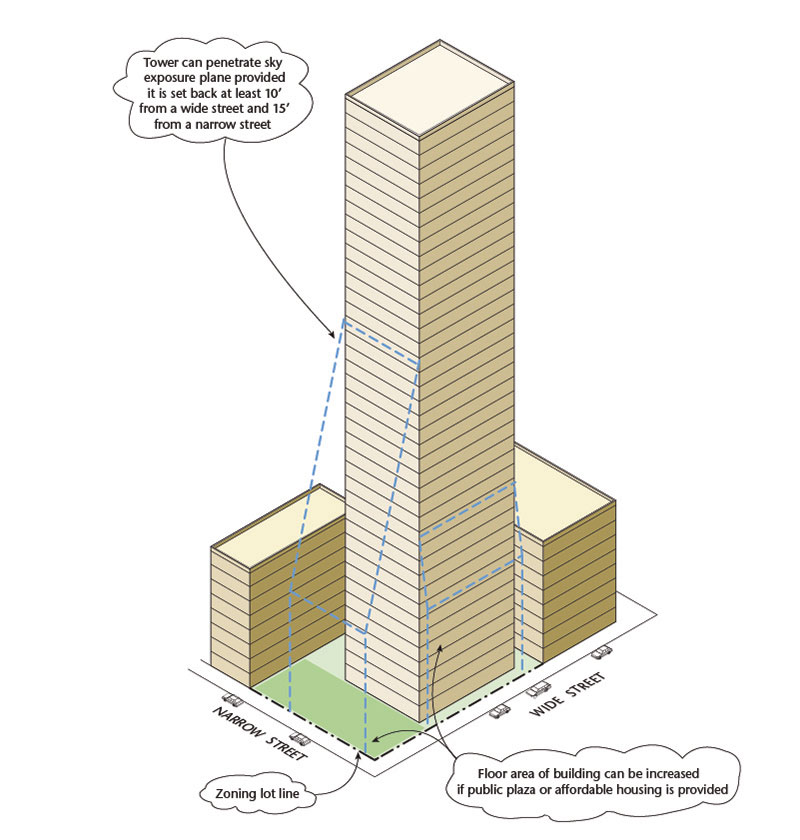 Tower can penetrate sky
exposure plane provided
it is set back at least 10′
from a wide street and 15′
from a narrow street
NARROW STREET
WIDE STREET
Zoning lot line
Floor area of building can be increased
if public plaza or affordable housing is provided